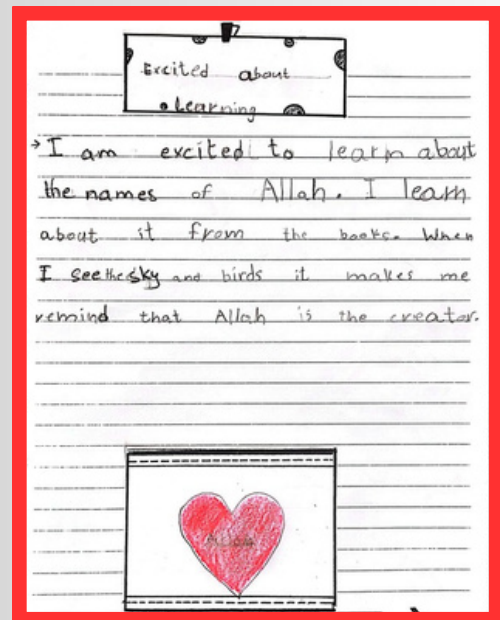 Excited about
Learning
I am excited to learn about
the names of Allah. I learn
about it from the books. When
I see the sky and birds it makes me
remind that Allah is the creator.
Allah